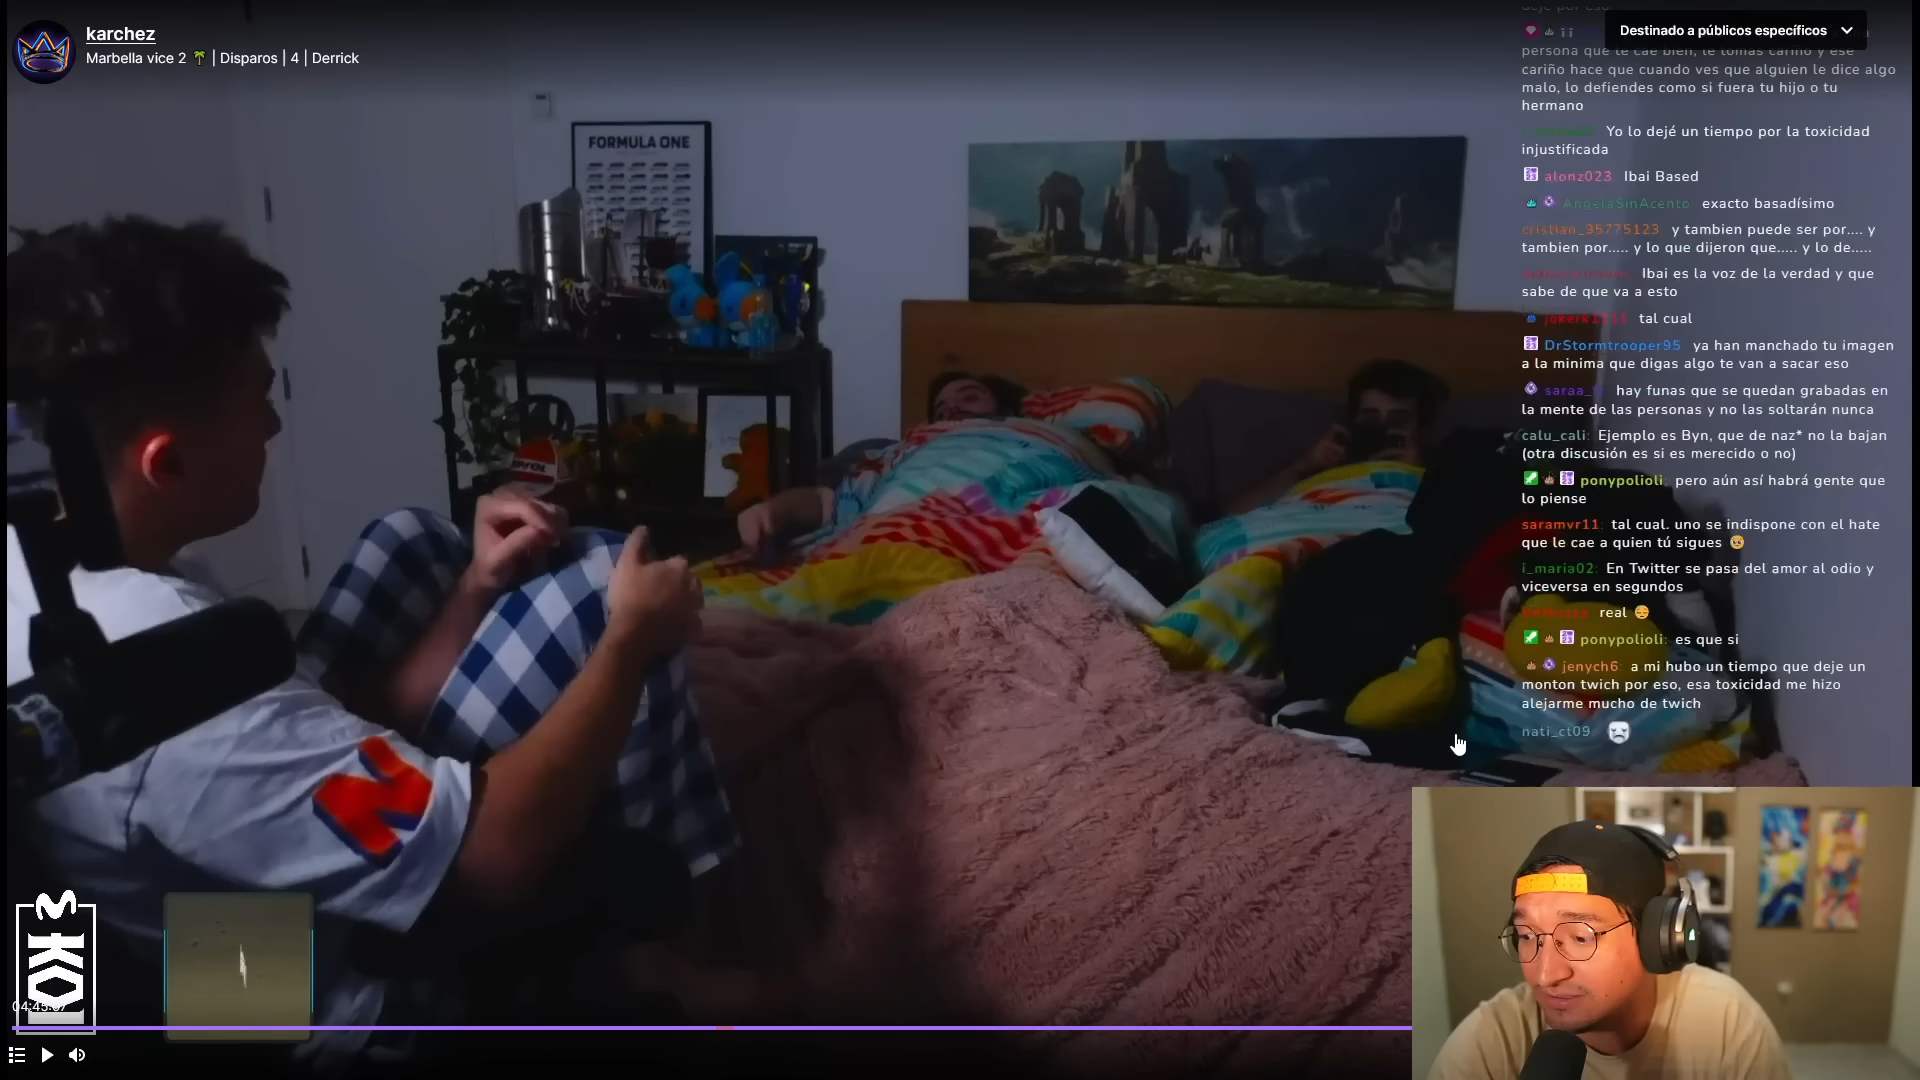 karchez
Marbella vice 2 🌴 | Disparos | 4 | Derrick
Destinado a públicos específicos
FORMULA ONE
deje por eso
persona que le cae bien, le tomas cariño y ese
cariño hace que cuando ves que alguien le dice algo
malo, lo defiendes como si fuera tu hijo o tu
hermano
Yo lo dejé un tiempo por la toxicidad
injustificada
alonz023 Ibai Based
AngelaSinAcento exacto basadísimo
cristian_95775123 y tambien puede ser por.... y
tambien por..... y lo que dijeron que..... y lo de.....
Ibai es la voz de la verdad y que
sabe de que va a esto
tal cual
DrStormtrooper95 ya han manchado tu imagen
a la minima que digas algo te van a sacar eso
hay funas que se quedan grabadas en
la mente de las personas y no las soltarán nunca
calu_cali: Ejemplo es Byn, que de naz* no la bajan
(otra discusión es si es merecido o no)
ponypolioli: pero aún así habrá gente que
lo piense
saramvr11: tal cual. uno se indispone con el hate
que le cae a quien tú sigues 🥺
i_maria02: En Twitter se pasa del amor al odio y
viceversa en segundos
real 😔
ponypolioli: es que si
jenych6: a mi hubo un tiempo que deje un
monton twich por eso, esa toxicidad me hizo
alejarme mucho de twich
nati_ct09
KOI